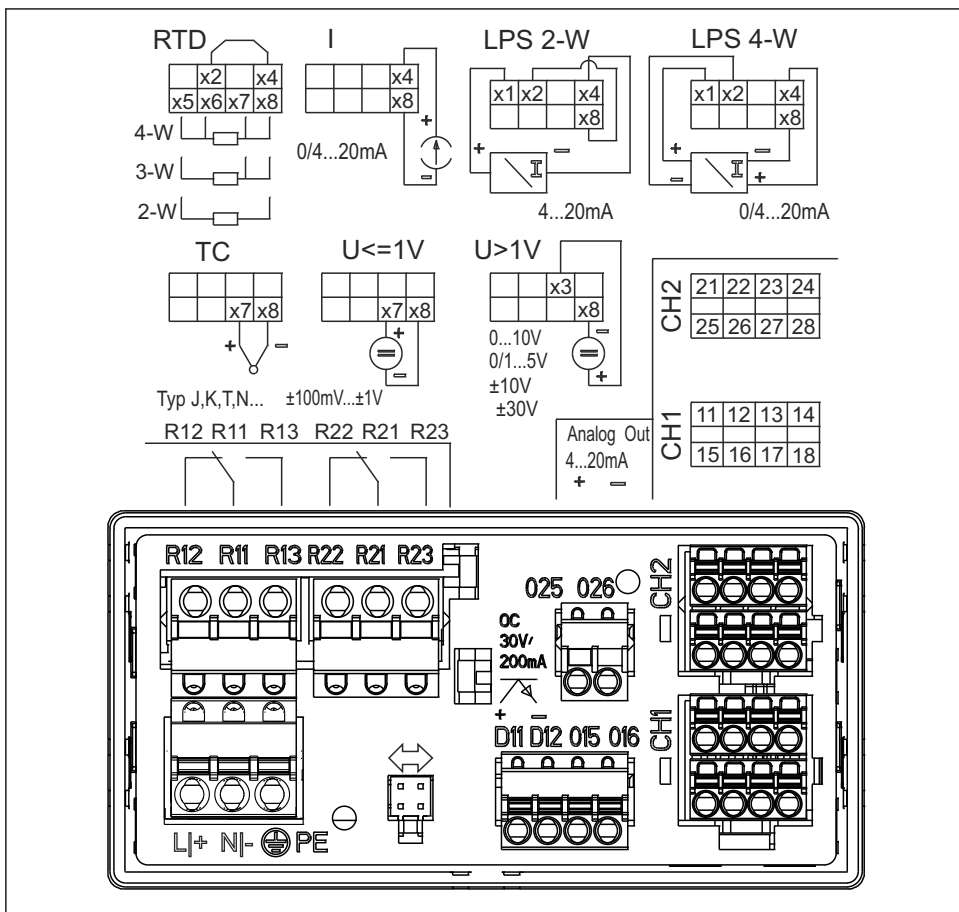 RTD I LPS 2-W LPS 4-W
x2 x4 x4 x1 x2 x4 x1 x2 x4
x5 x6 x7 x8 x8 x8 x8
+
4-W
0/4...20mA
+ − + −
3-W
− − +
2-W
4...20mA 0/4...20mA
TC U<=1V U>1V
x3
CH2
21 22 23 24
25 26 27 28
x7 x8 x7 x8 x8
+ − + −
0...10V
0/1...5V
− +
±10V
±30V
Typ J,K,T,N... ±100mV...±1V
CH1
11 12 13 14
15 16 17 18
R12 R11 R13 R22 R21 R23
Analog Out
4...20mA
+ −
R12 R11 R13 R22 R21 R23
O25 O26
CH2
OC
30V/
200mA
+ −
D11 D12 O15 O16
CH1
L|+ N|- PE